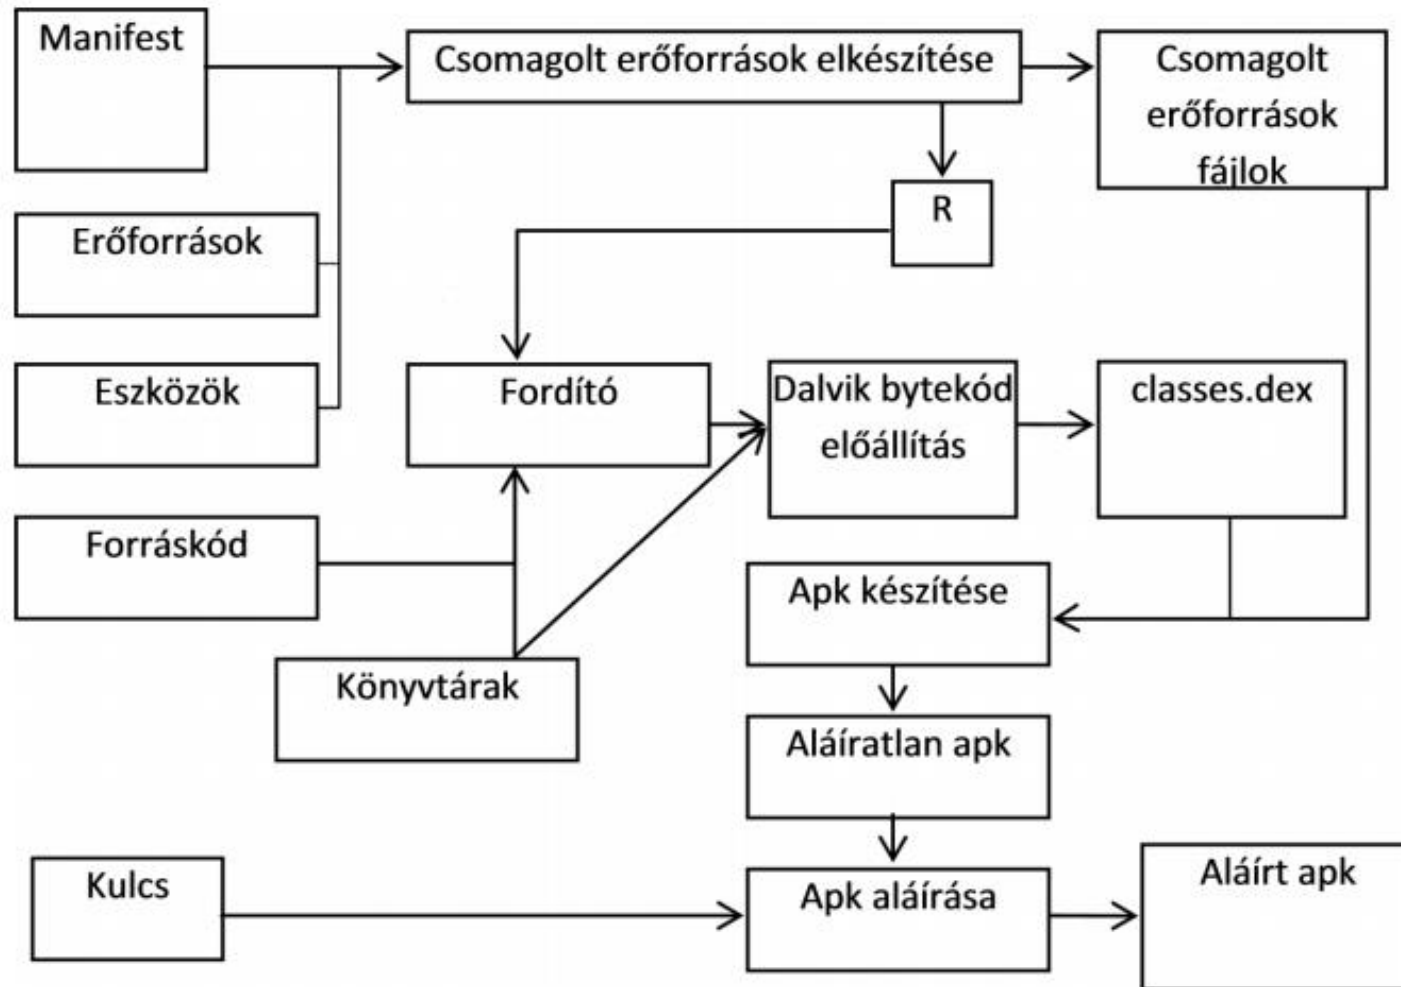 Manifest
Csomagolt erőforrások elkészítése
Csomagolt
erőforrások
fájlok
R
Erőforrások
Eszközök
Fordító
Dalvik bytekód
előállítás
classes.dex
Forráskód
Apk készítése
Könyvtárak
Aláíratlan apk
Kulcs
Apk aláírása
Aláírt apk